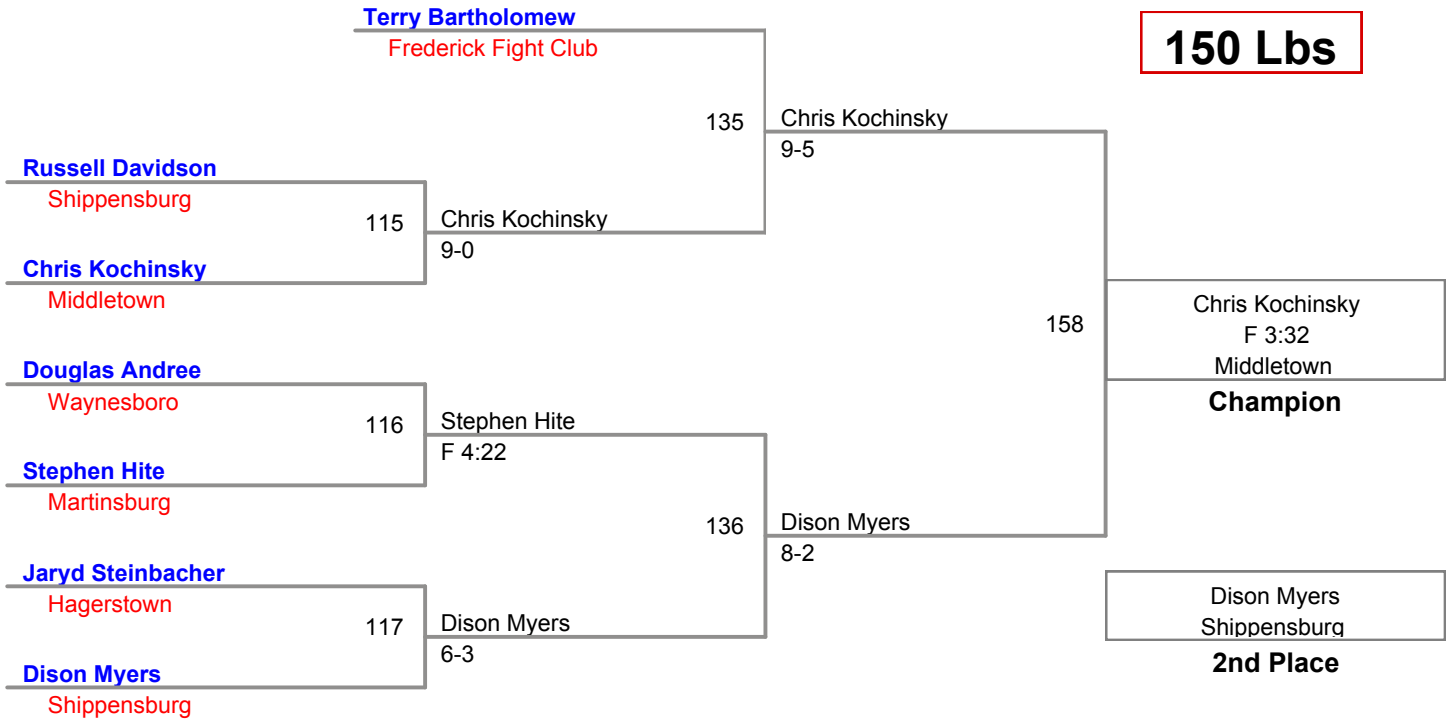 Terry Bartholomew
Frederick Fight Club
150 Lbs
135
Chris Kochinsky
9-5
Russell Davidson
Shippensburg
115
Chris Kochinsky
9-0
Chris Kochinsky
Middletown
158
Chris Kochinsky
F 3:32
Middletown
Champion
Douglas Andree
Waynesboro
116
Stephen Hite
F 4:22
Stephen Hite
Martinsburg
136
Dison Myers
8-2
Jaryd Steinbacher
Hagerstown
117
Dison Myers
6-3
Dison Myers
Shippensburg
Dison Myers
Shippensburg
2nd Place